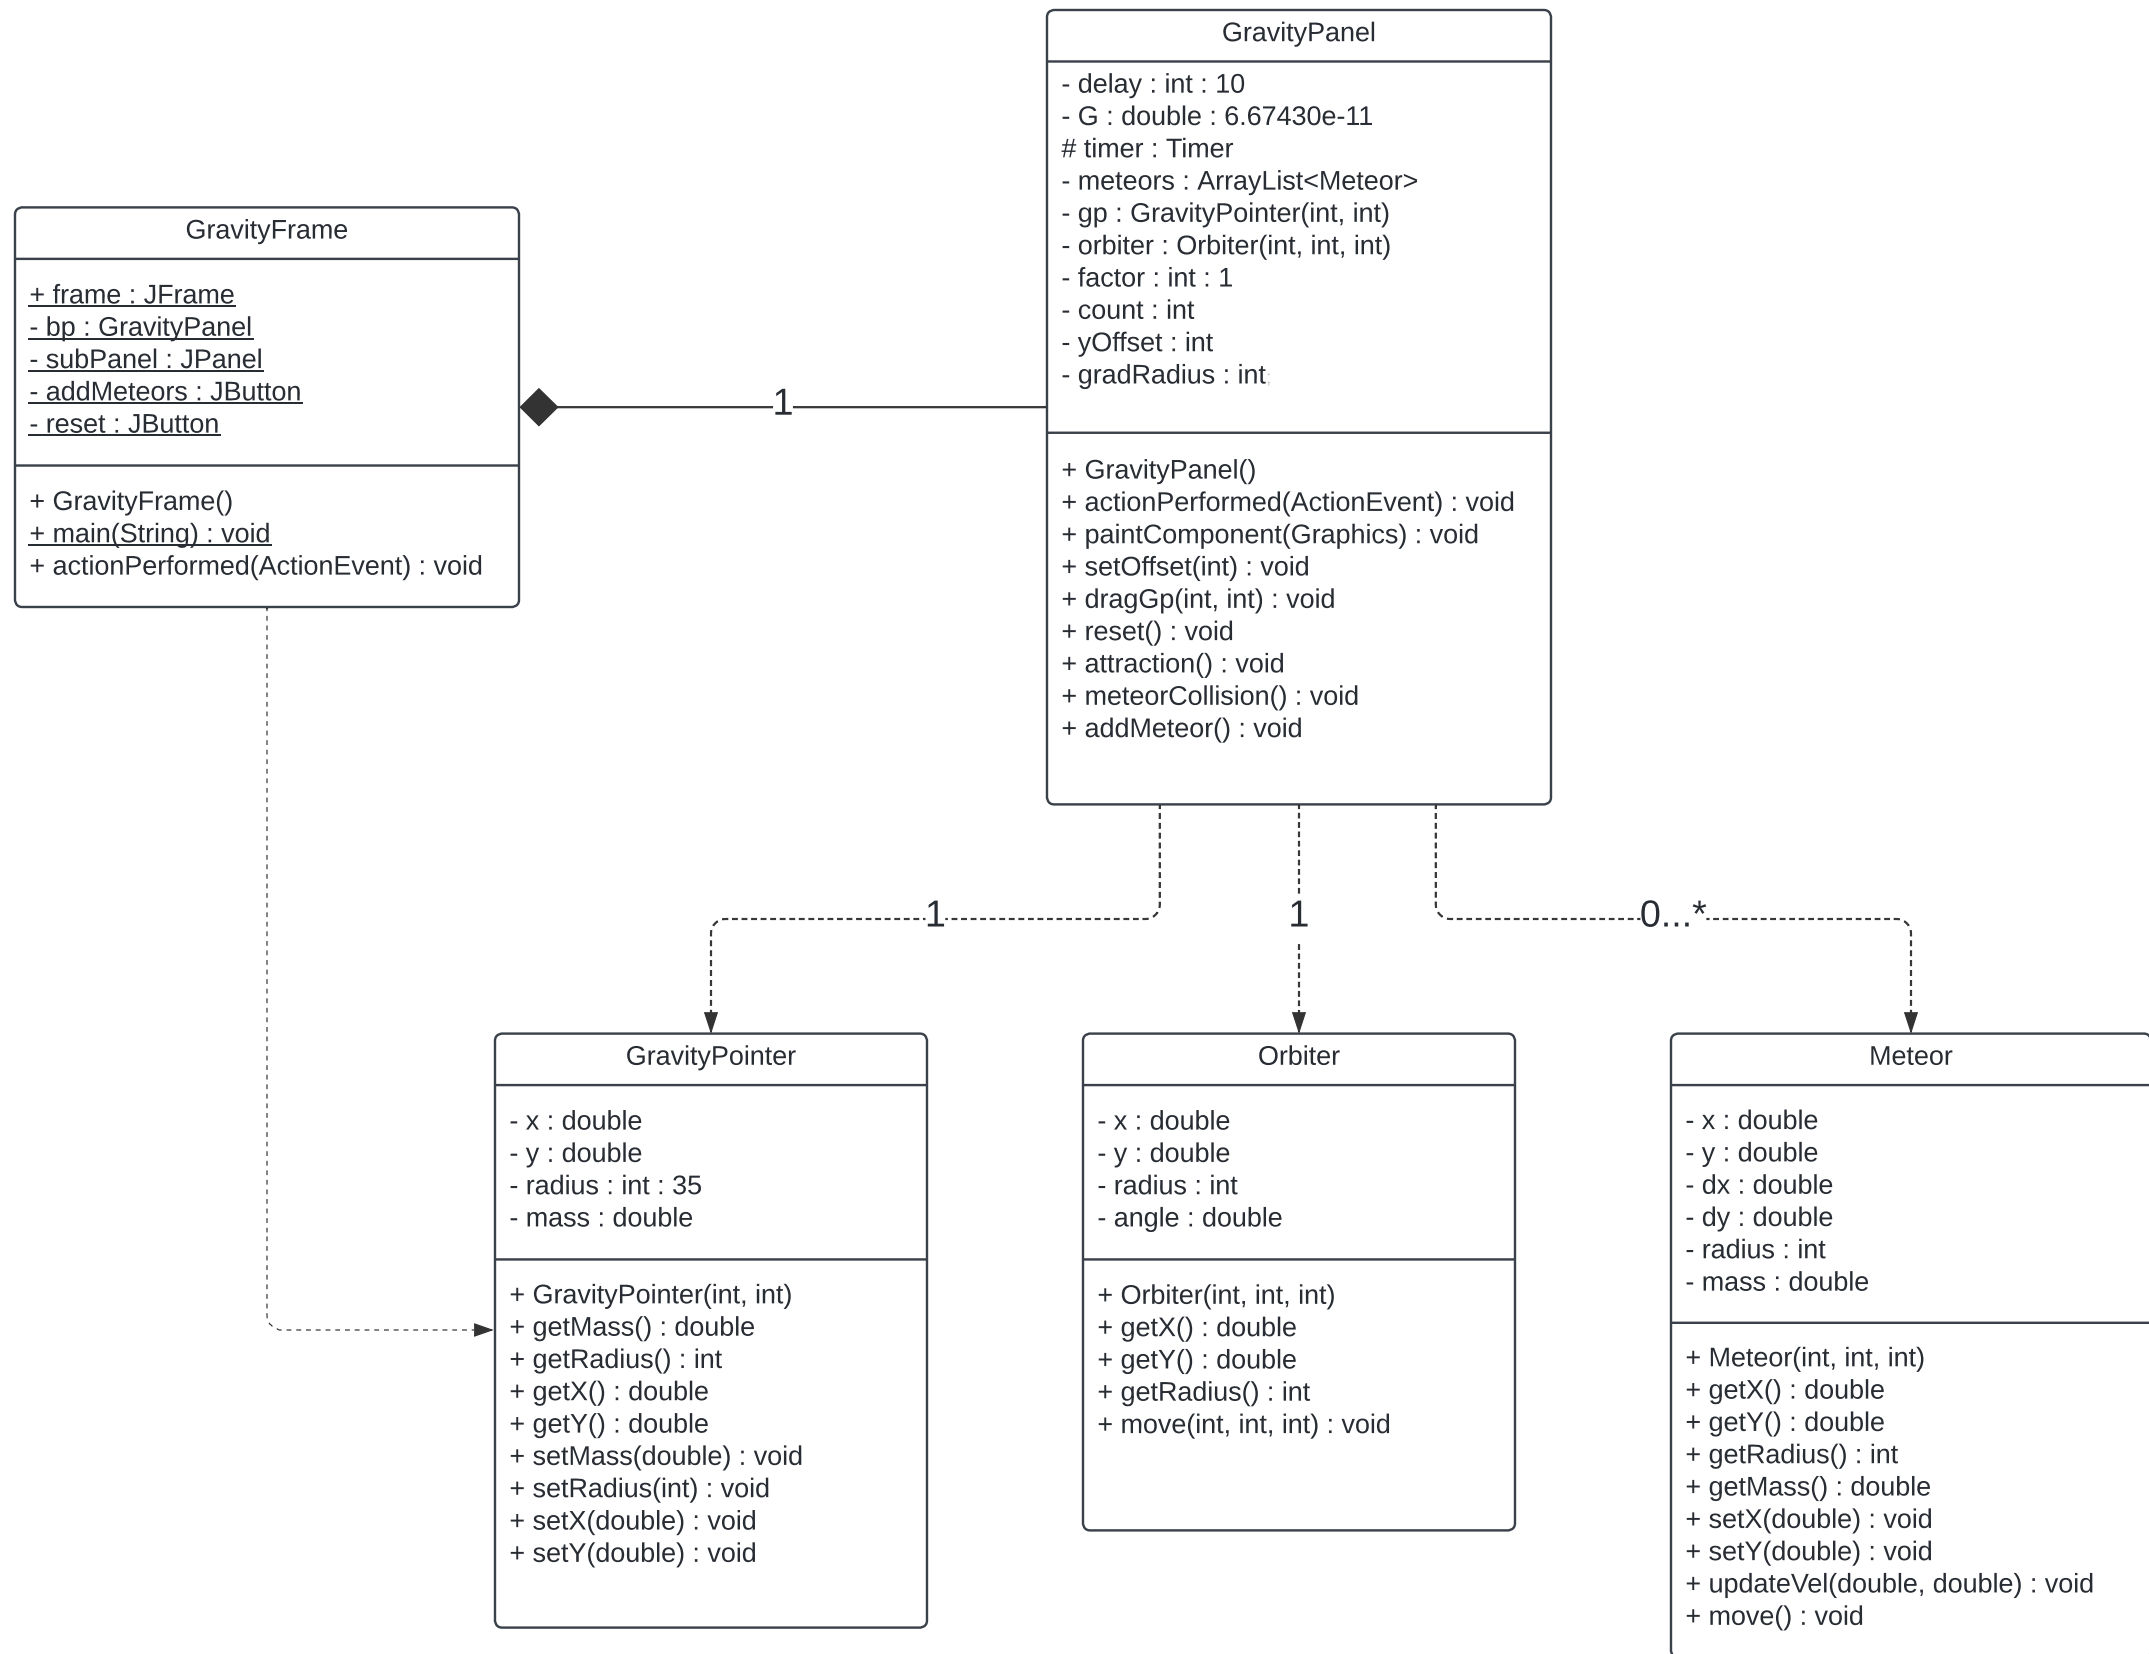 GravityPanel
- delay : int : 10
- G : double : 6.67430e-11
# timer : Timer
- meteors : ArrayList<Meteor>
- gp : GravityPointer(int, int)
- orbiter : Orbiter(int, int, int)
- factor : int : 1
- count : int
- yOffset : int
- gradRadius : int;
+ GravityPanel()
+ actionPerformed(ActionEvent) : void
+ paintComponent(Graphics) : void
+ setOffset(int) : void
+ dragGp(int, int) : void
+ reset() : void
+ attraction() : void
+ meteorCollision() : void
+ addMeteor() : void
GravityFrame
+ frame : JFrame
- bp : GravityPanel
- subPanel : JPanel
- addMeteors : JButton
- reset : JButton
+ GravityFrame()
+ main(String) : void
+ actionPerformed(ActionEvent) : void
1
1
1
0...*
GravityPointer
- x : double
- y : double
- radius : int : 35
- mass : double
+ GravityPointer(int, int)
+ getMass() : double
+ getRadius() : int
+ getX() : double
+ getY() : double
+ setMass(double) : void
+ setRadius(int) : void
+ setX(double) : void
+ setY(double) : void
Orbiter
- x : double
- y : double
- radius : int
- angle : double
+ Orbiter(int, int, int)
+ getX() : double
+ getY() : double
+ getRadius() : int
+ move(int, int, int) : void
Meteor
- x : double
- y : double
- dx : double
- dy : double
- radius : int
- mass : double
+ Meteor(int, int, int)
+ getX() : double
+ getY() : double
+ getRadius() : int
+ getMass() : double
+ setX(double) : void
+ setY(double) : void
+ updateVel(double, double) : void
+ move() : void